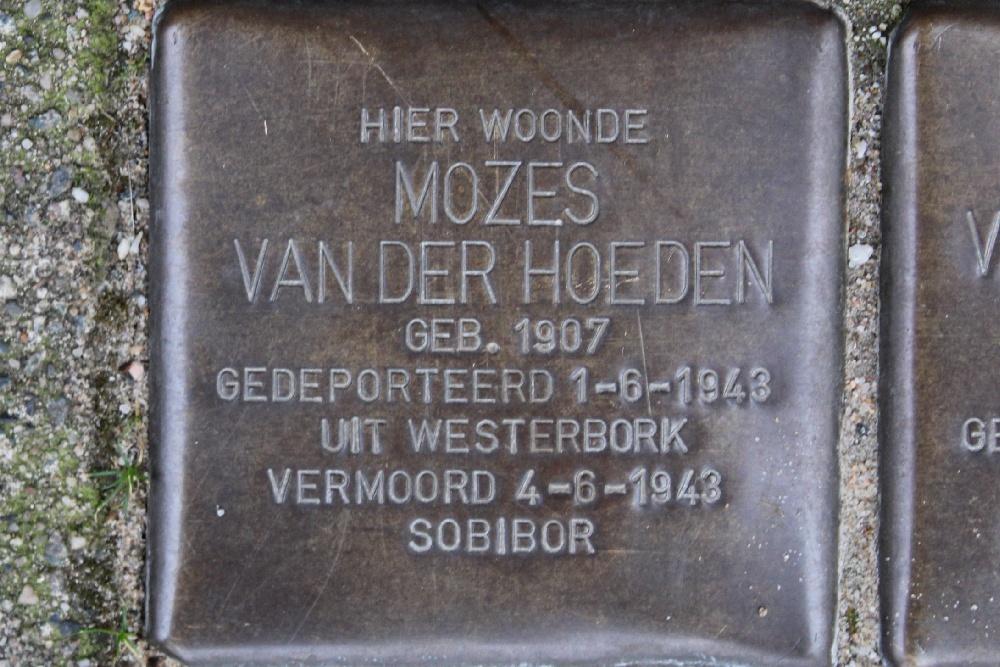 HIER WOONDE
MOZES
VAN DER HOEDEN
GEB. 1907
GEDEPORTEERD 1-6-1943
UIT WESTERBORK
VERMOORD 4-6-1943
SOBIBOR